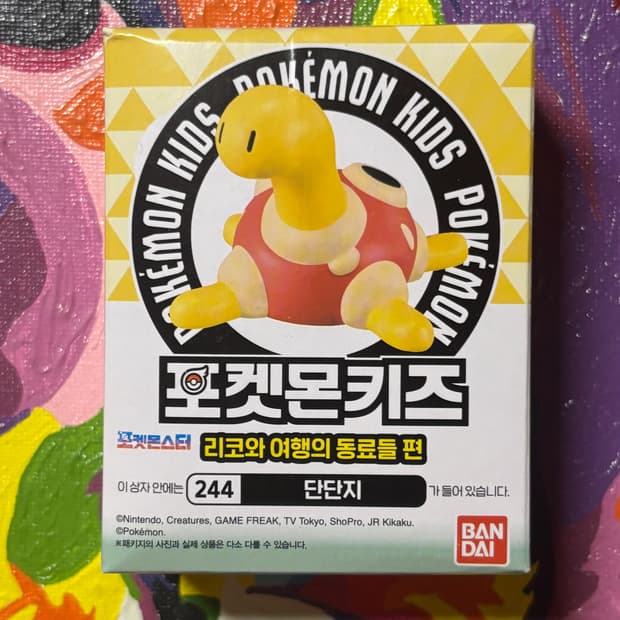 POKÉMON KIDS POKÉMON KIDS POKÉMON
포켓몬키즈
포켓몬스터 리코와 여행의 동료들 편
이 상자 안에는 244 단단지 가 들어 있습니다.
©Nintendo, Creatures, GAME FREAK, TV Tokyo, ShoPro, JR Kikaku.
©Pokémon.
※패키지의 사진과 실제 상품은 다소 다를 수 있습니다.
BAN
DAI